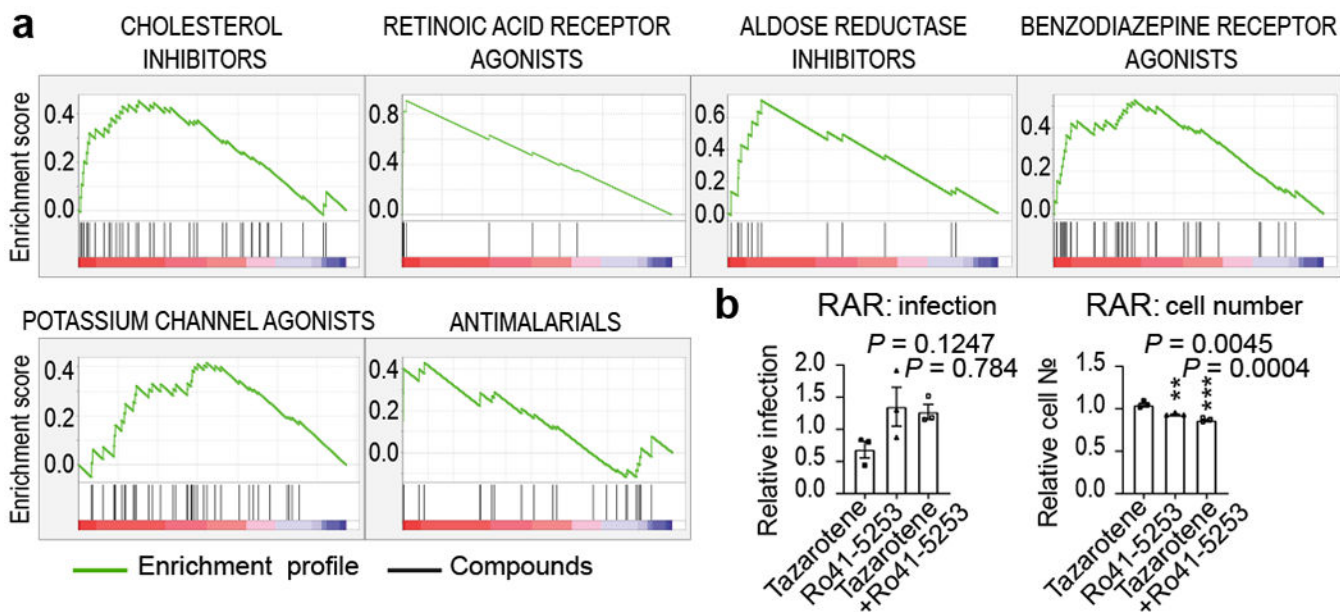 a
CHOLESTEROL
INHIBITORS
RETINOIC ACID RECEPTOR
AGONISTS
ALDOSE REDUCTASE
INHIBITORS
BENZODIAZEPINE RECEPTOR
AGONISTS
Enrichment score
0.4
0.2
0.0
0.8
0.4
0.0
0.6
0.4
0.2
0.0
0.4
0.2
0.0
POTASSIUM CHANNEL AGONISTS
ANTIMALARIALS
Enrichment score
0.4
0.2
0.0
0.4
0.2
0.0
Enrichment profile
Compounds
b
RAR: infection
P = 0.1247
P = 0.784
Relative infection
2.0
1.5
1.0
0.5
0.0
Tazarotene
Ro41-5253
Tazarotene
+Ro41-5253
RAR: cell number
P = 0.0045
P = 0.0004
Relative cell №
1.5
1.0
0.5
0.0
**
***
Tazarotene
Ro41-5253
Tazarotene
+Ro41-5253